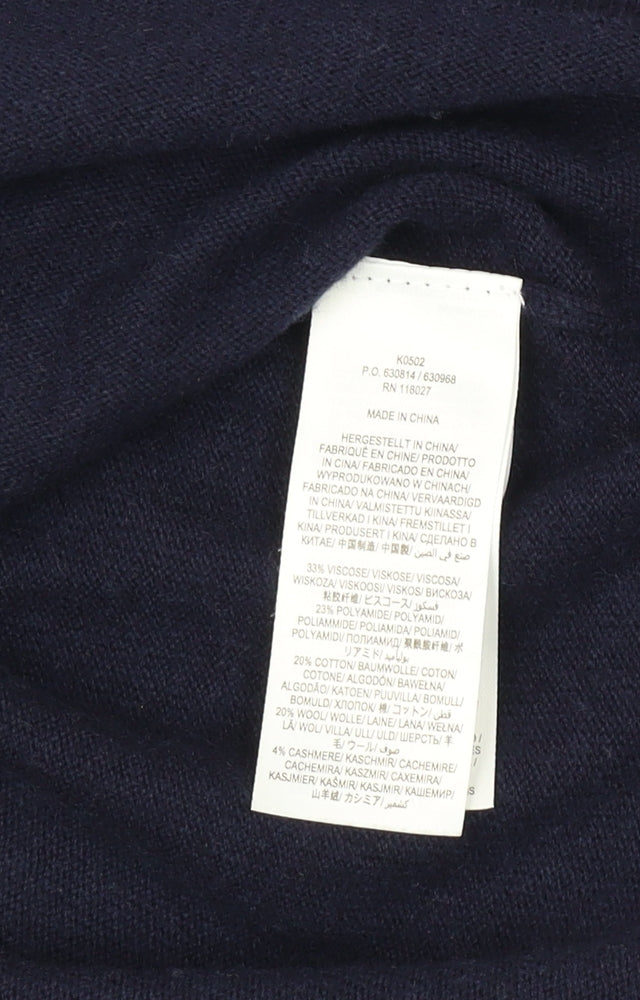 K0502
P.O. 630814 / 630968
RN 118027
MADE IN CHINA
HERGESTELLT IN CHINA/
FABRIQUÉ EN CHINE/ PRODOTTO
IN CINA/ FABRICADO EN CHINA/
WYPRODUKOWANO W CHINACH/
FABRICADO NA CHINA/ VERVAARDIGD
IN CHINA/ VALMISTETTU KIINASSA/
TILLVERKAD I KINA/ FREMSTILLET I
KINA/ PRODUSERT I KINA/ СДЕЛАНО В
КИТАЕ/ 中国制造/ 中国製/ صنع في الصين
33% VISCOSE/ VISKOSE/ VISCOSA/
WISKOZA/ VISKOOSI/ VISKOS/ ВИСКОЗА/
粘胶纤维/ ビスコース/ فسكوز
23% POLYAMIDE/ POLYAMID/
POLIAMMIDE/ POLIAMIDA/ POLIAMID/
POLYAMIDI/ ПОЛИАМИД/ 聚酰胺纤维/ ポ
リアミド/ بولياميد
20% COTTON/ BAUMWOLLE/ COTON/
COTONE/ ALGODÓN/ BAWEŁNA/
ALGODÃO/ KATOEN/ PUUVILLA/ BOMULL/
BOMULD/ ХЛОПОК/ 棉/ コットン/ قطن
20% WOOL/ WOLLE/ LAINE/ LANA/ WEŁNA/
LÃ/ WOL/ VILLA/ ULL/ ULD/ ШЕРСТЬ/ 羊
毛/ ウール/ صوف
4% CASHMERE/ KASCHMIR/ CACHEMIRE/
CACHEMIRA/ KASZMIR/ CAXEMIRA/
KASJMIER/ KAŠMIR/ KASJMIR/ КАШЕМИР/
山羊绒/ カシミア/ كشمير